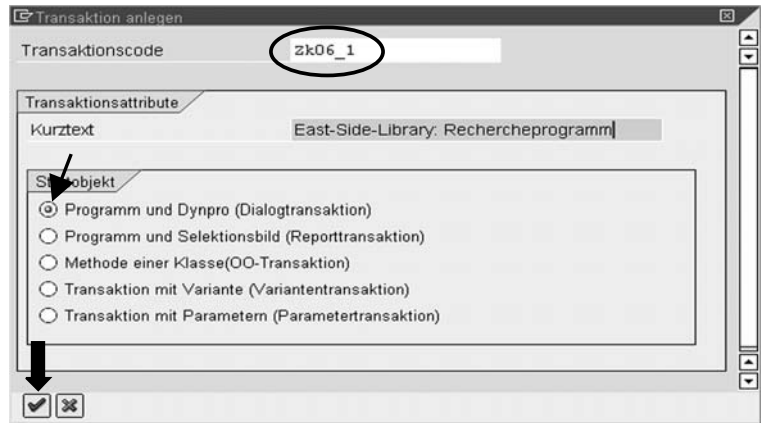 Transaktion anlegen
Transaktionscode Zk06_1
Transaktionsattribute
Kurztext East-Side-Library: Rechercheprogramm
Programm und Dynpro (Dialogtransaktion)
Programm und Selektionsbild (Reporttransaktion)
Methode einer Klasse(OO-Transaktion)
Transaktion mit Variante (Variantentransaktion)
Transaktion mit Parametern (Parametertransaktion)